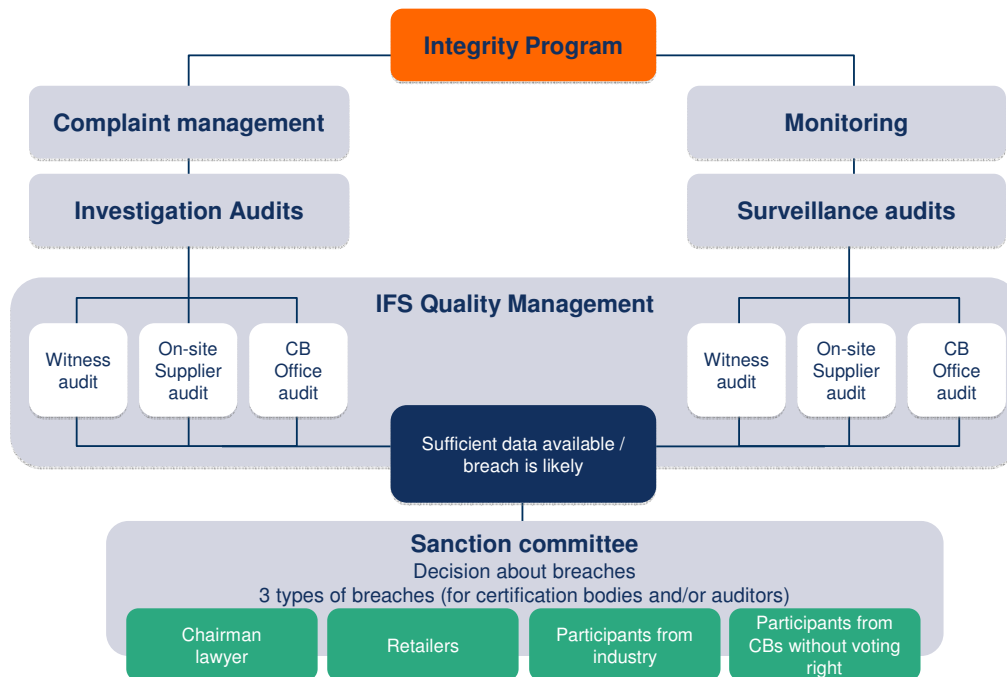 Integrity Program
Complaint management
Monitoring
Investigation Audits
Surveillance audits
IFS Quality Management
Witness
audit
On-site
Supplier
audit
CB
Office
audit
Witness
audit
On-site
Supplier
audit
CB
Office
audit
Sufficient data available /
breach is likely
Sanction committee
Decision about breaches
3 types of breaches (for certification bodies and/or auditors)
Chairman
lawyer
Retailers
Participants from
industry
Participants from
CBs without voting
right